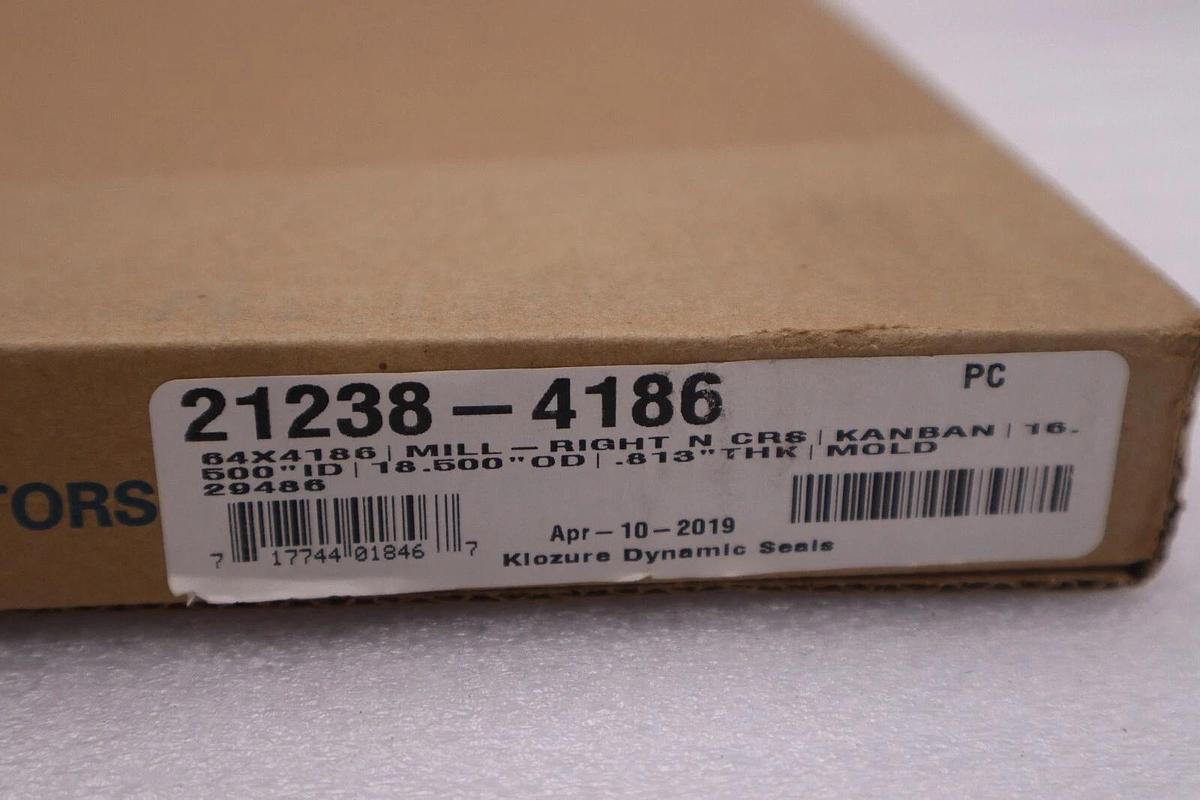 21238-4186
PC
64X4186|MILL-RIGHT N CRS|KANBAN|16.
500"ID|18.500"OD|.813"THK|MOLD
29486
7 17744 01846 7
Apr-10-2019
Klozure Dynamic Seals
TORS